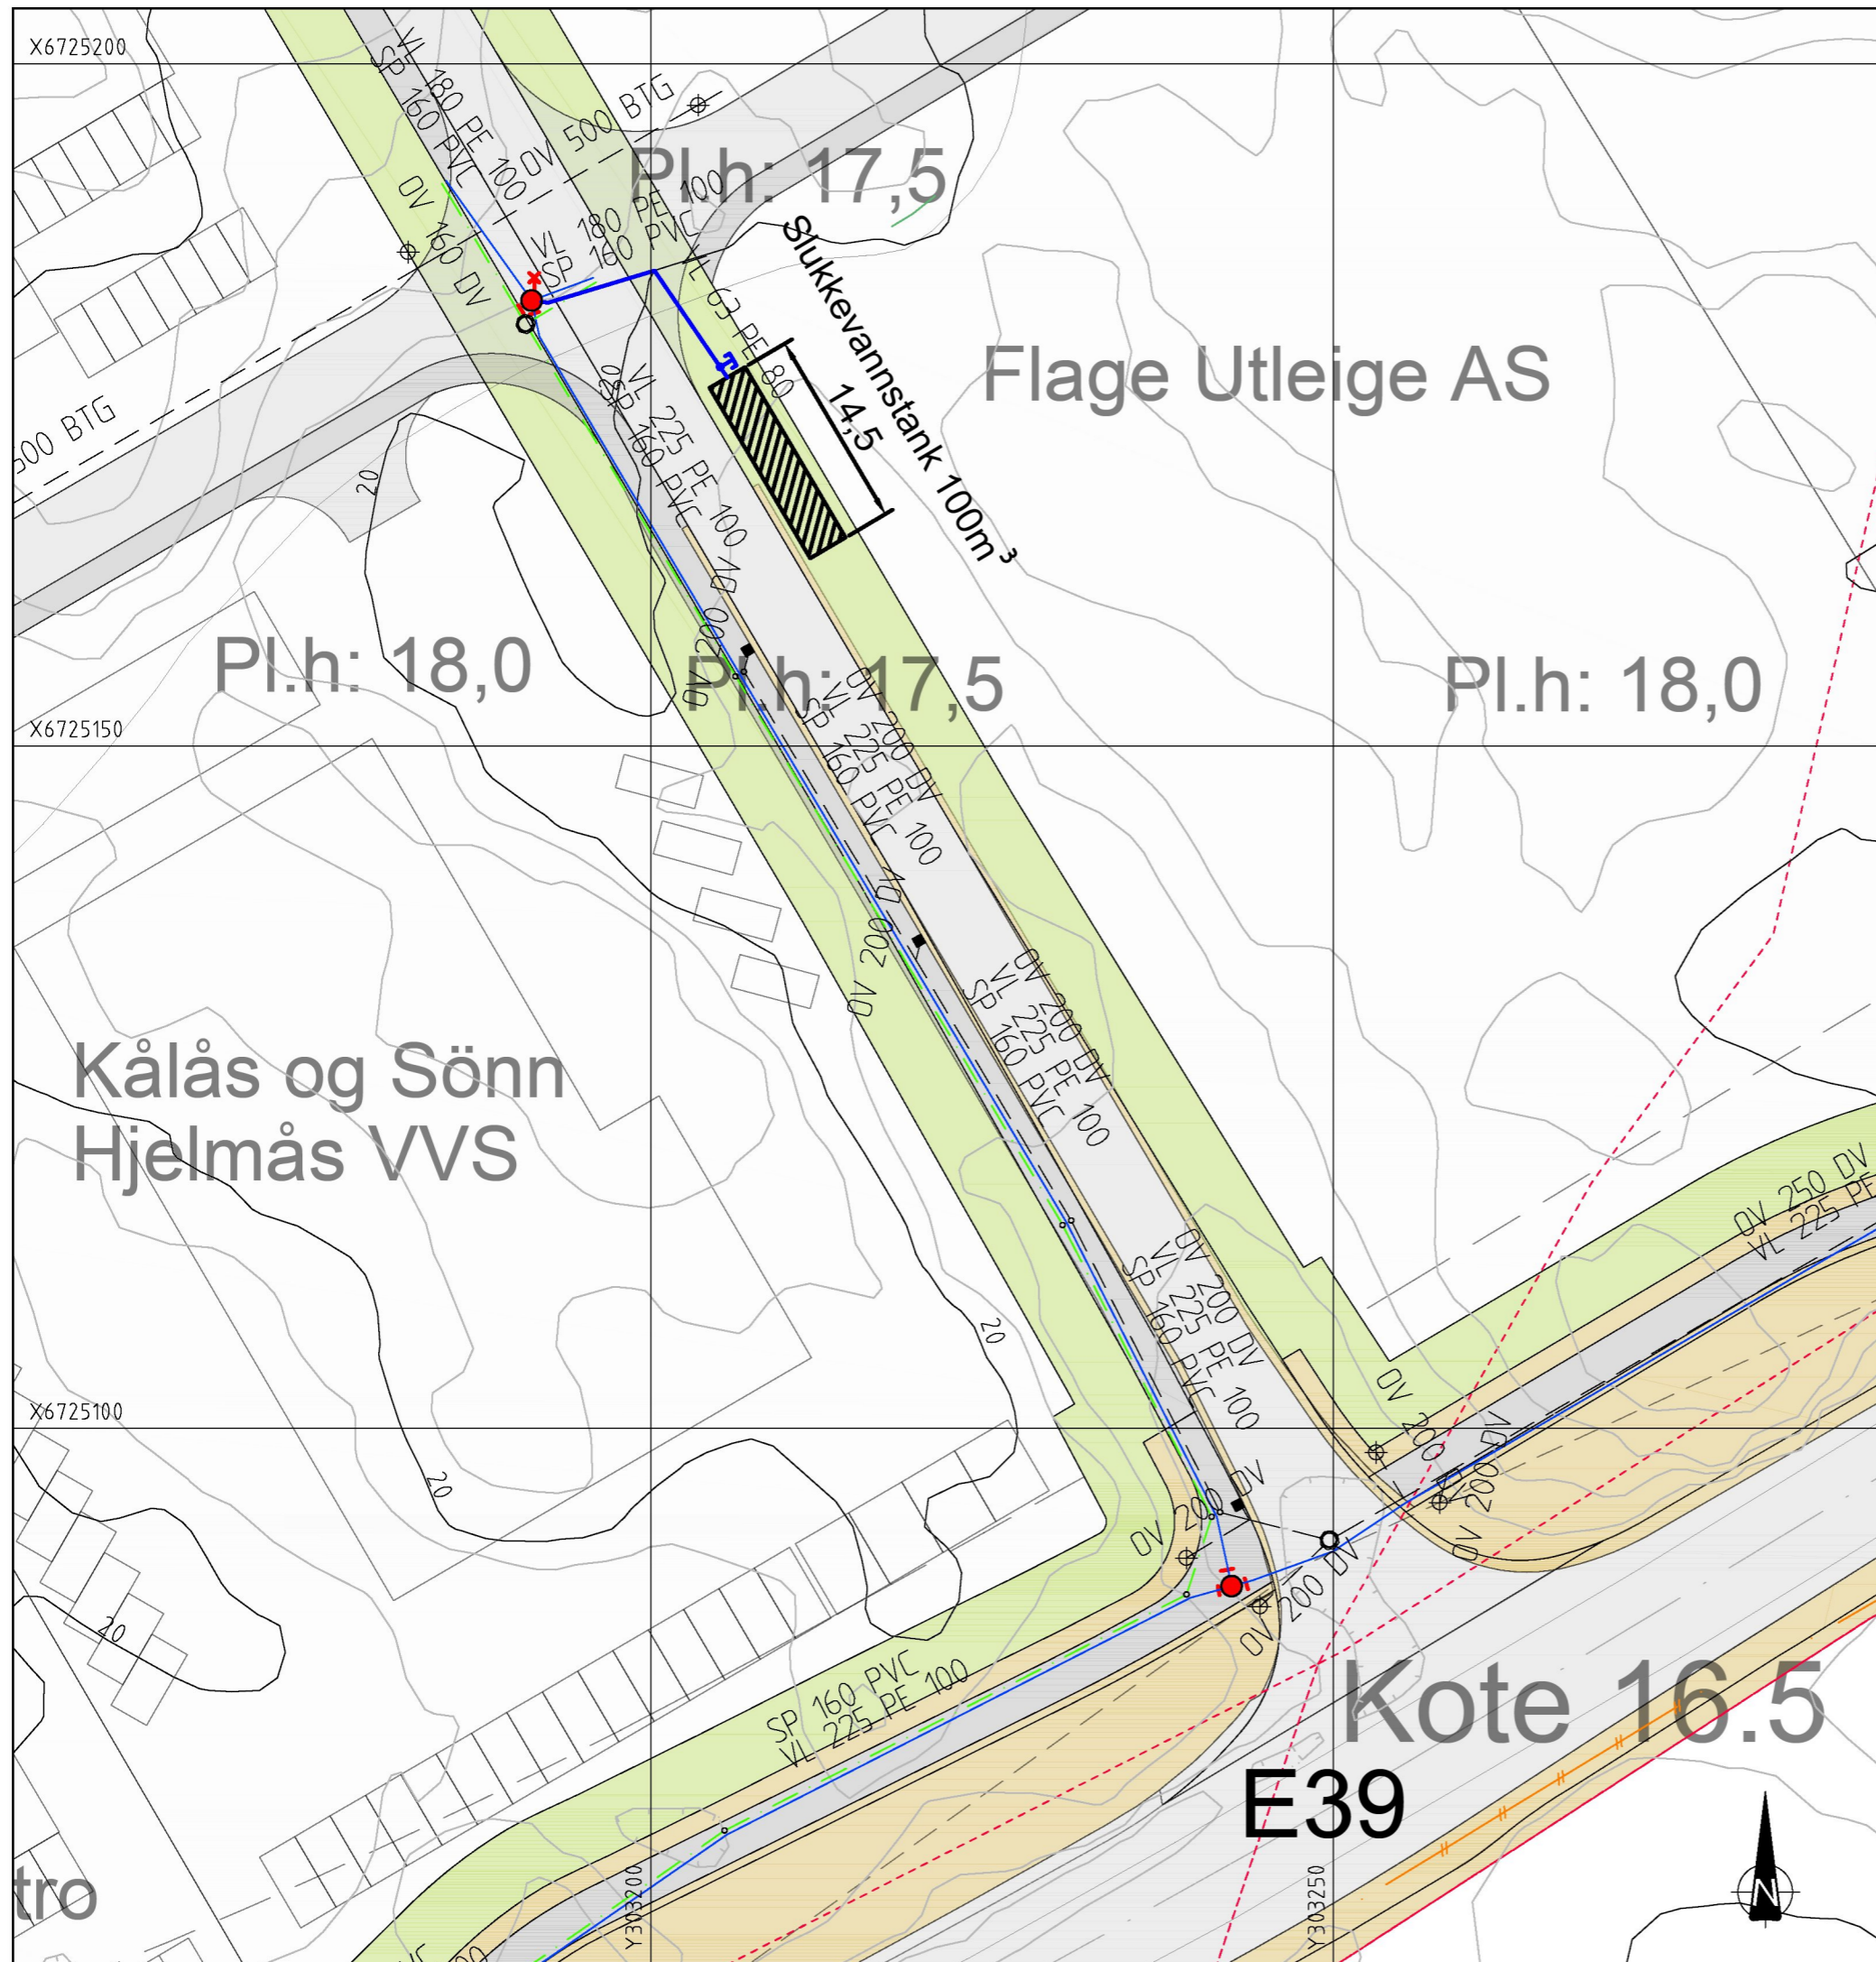 X6725200
VL 180 PE 100
SP 160 PVC
OV 500 BTG
Pl.h: 17,5
OV 160 DV
VL 180 PE 100
SP 160 PVC
VL 63 PE 80
Slukkevannstank 100m³
14,5
Flage Utleige AS
500 BTG
20
20
VL 225 PE 100
SP 160 PVC
OV 200 DV
Pl.h: 18,0
Pl.h: 17,5
Pl.h: 18,0
X6725150
OV 200 DV
VL 225 PE 100
SP 160 PVC
OV 200 DV
OV 200 DV
VL 225 PE 100
SP 160 PVC
Kålås og Sönn
Hjelmås VVS
OV 250 DV
VL 225 PE
OV 200 DV
VL 225 PE 100
SP 160 PVC
20
X6725100
20
OV 200 DV
OV 200 DV
OV 200 DV
OV 200 DV
20
SP 160 PVC
VL 225 PE 100
Kote 16.5
E39
tro
Y303200
Y303250
N